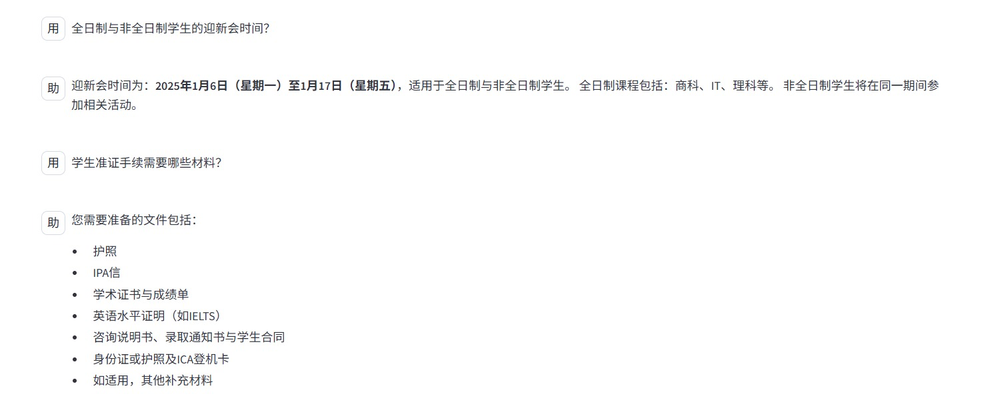 用 全日制与非全日制学生的迎新会时间？
助 迎新会时间为：2025年1月6日（星期一）至1月17日（星期五），适用于全日制与非全日制学生。 全日制课程包括：商科、IT、理科等。 非全日制学生将在同一期间参
加相关活动。
用 学生准证手续需要哪些材料？
助 您需要准备的文件包括：
• 护照
• IPA信
• 学术证书与成绩单
• 英语水平证明（如IELTS）
• 咨询说明书、录取通知书与学生合同
• 身份证或护照及ICA登机卡
• 如适用，其他补充材料